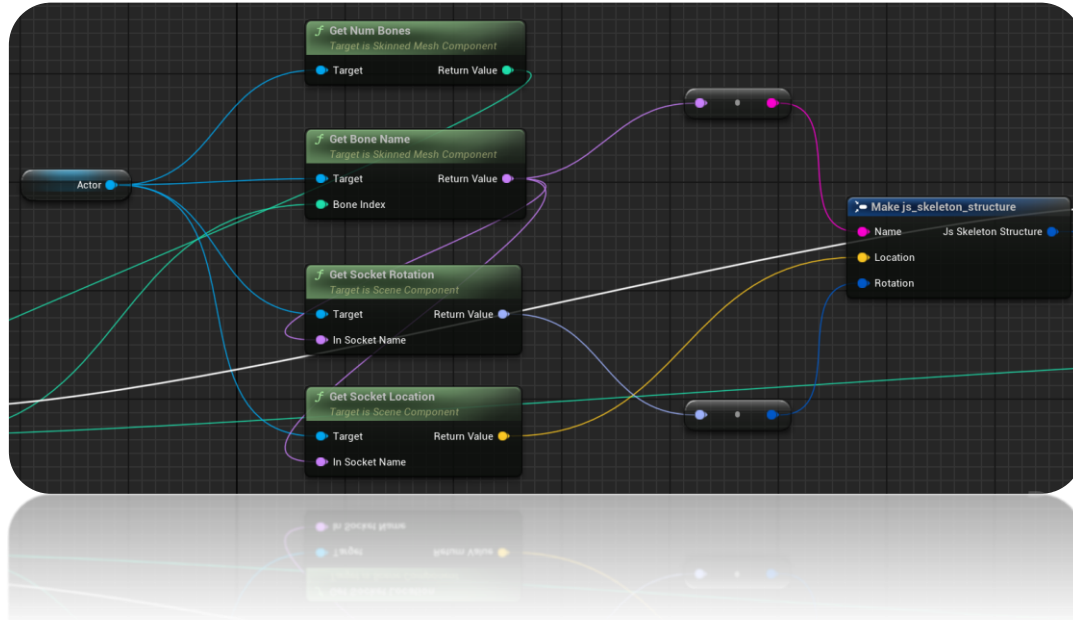 Get Num Bones
Target is Skinned Mesh Component
Target Return Value
Get Bone Name
Target is Skinned Mesh Component
Target Return Value
Bone Index
Actor
Make js_skeleton_structure
Name Js Skeleton Structure
Location
Rotation
Get Socket Rotation
Target is Scene Component
Target Return Value
In Socket Name
Get Socket Location
Target is Scene Component
Target Return Value
In Socket Name